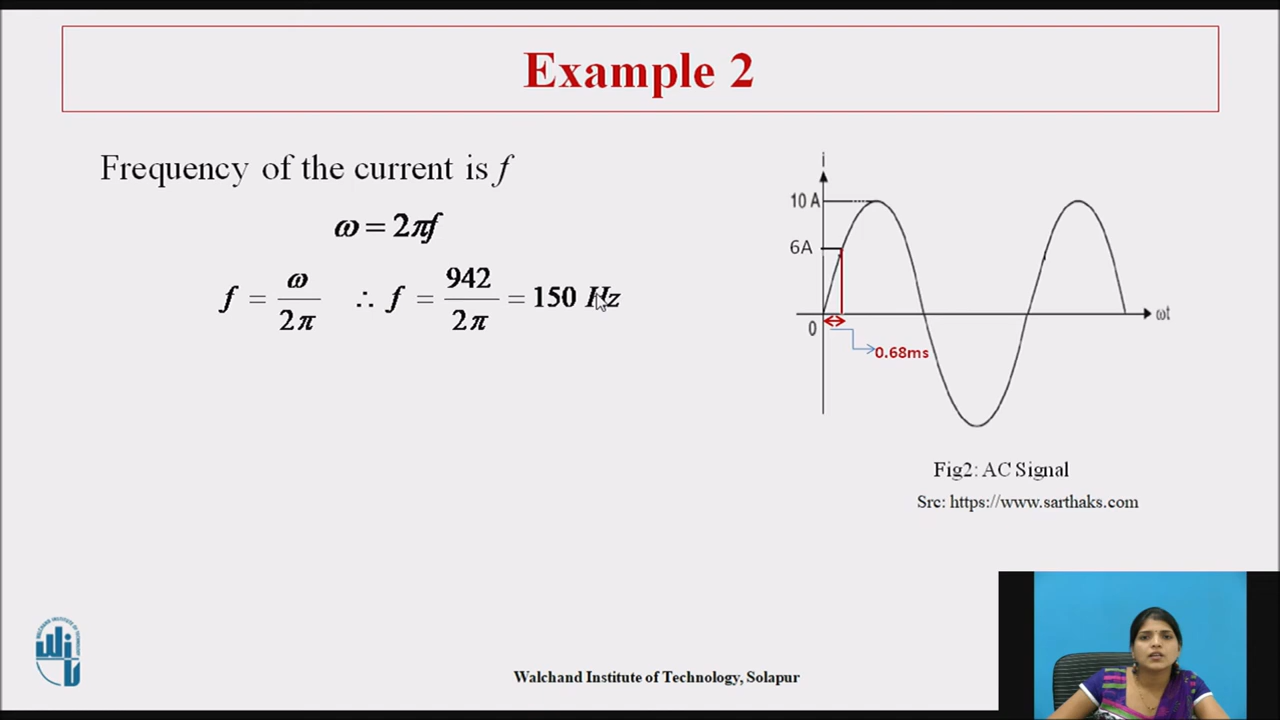 Example 2
Frequency of the current is f
ω = 2πf
f = ω / 2π ∴ f = 942 / 2π = 150 Hz
i
10 A
6A
0
ωt
0.68ms
Fig2: AC Signal
Src: https://www.sarthaks.com
Walchand Institute of Technology, Solapur